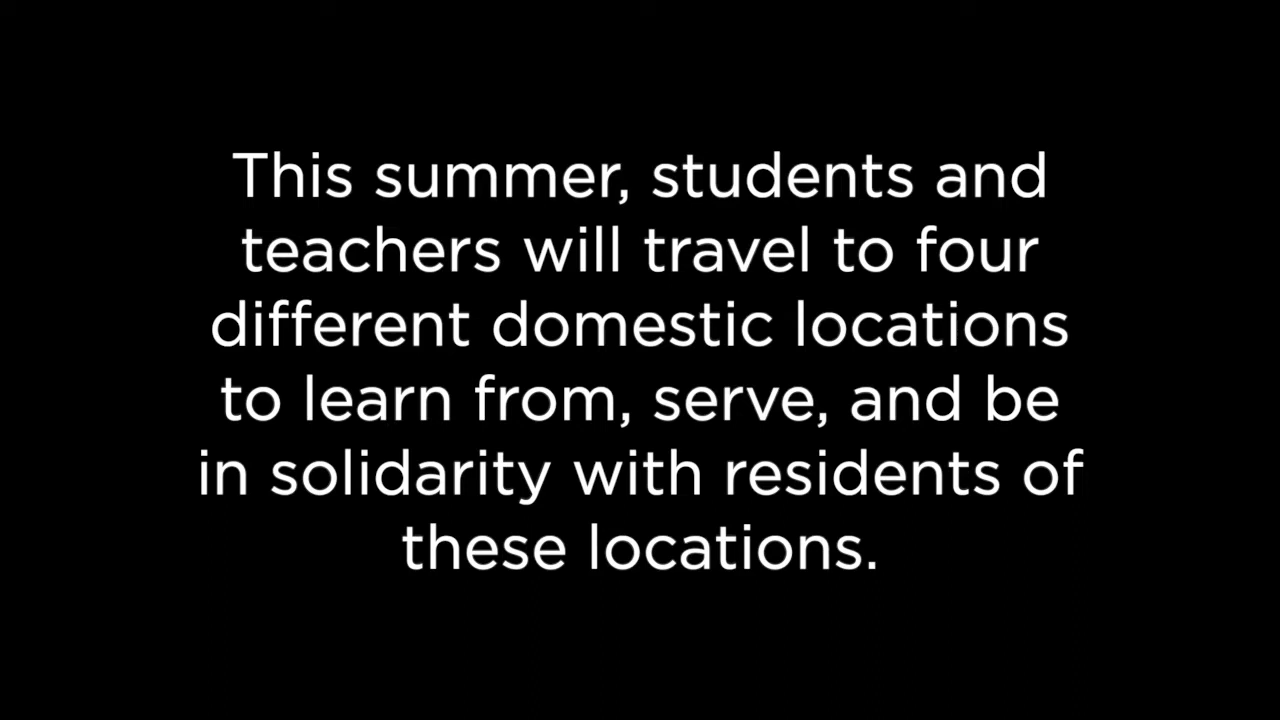 This summer, students and
teachers will travel to four
different domestic locations
to learn from, serve, and be
in solidarity with residents of
these locations.